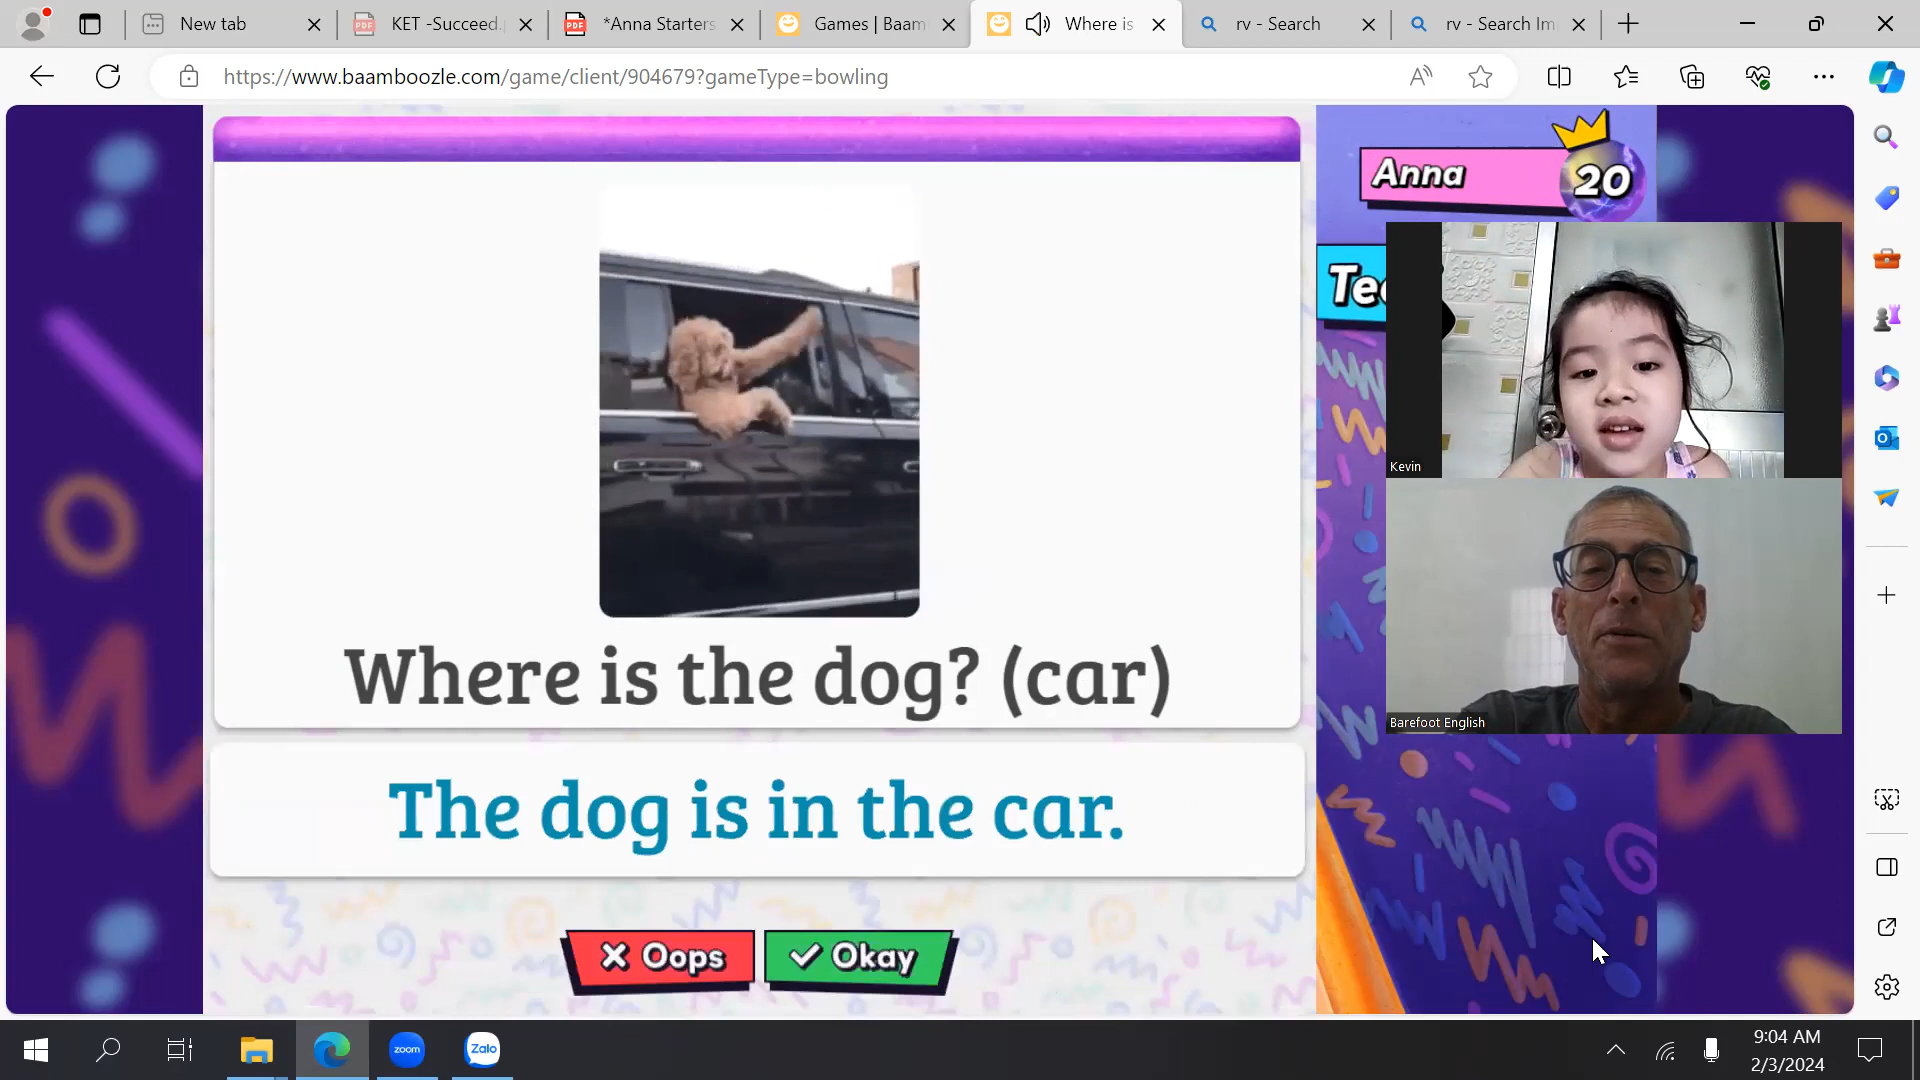 New tab
KET -Succeed.
*Anna Starters
Games | Baam
Where is
rv - Search
rv - Search Im
https://www.baamboozle.com/game/client/904679?gameType=bowling
Anna
20
Tea
Kevin
Where is the dog? (car)
Barefoot English
The dog is in the car.
Oops
Okay
zoom
Zalo
9:04 AM
2/3/2024